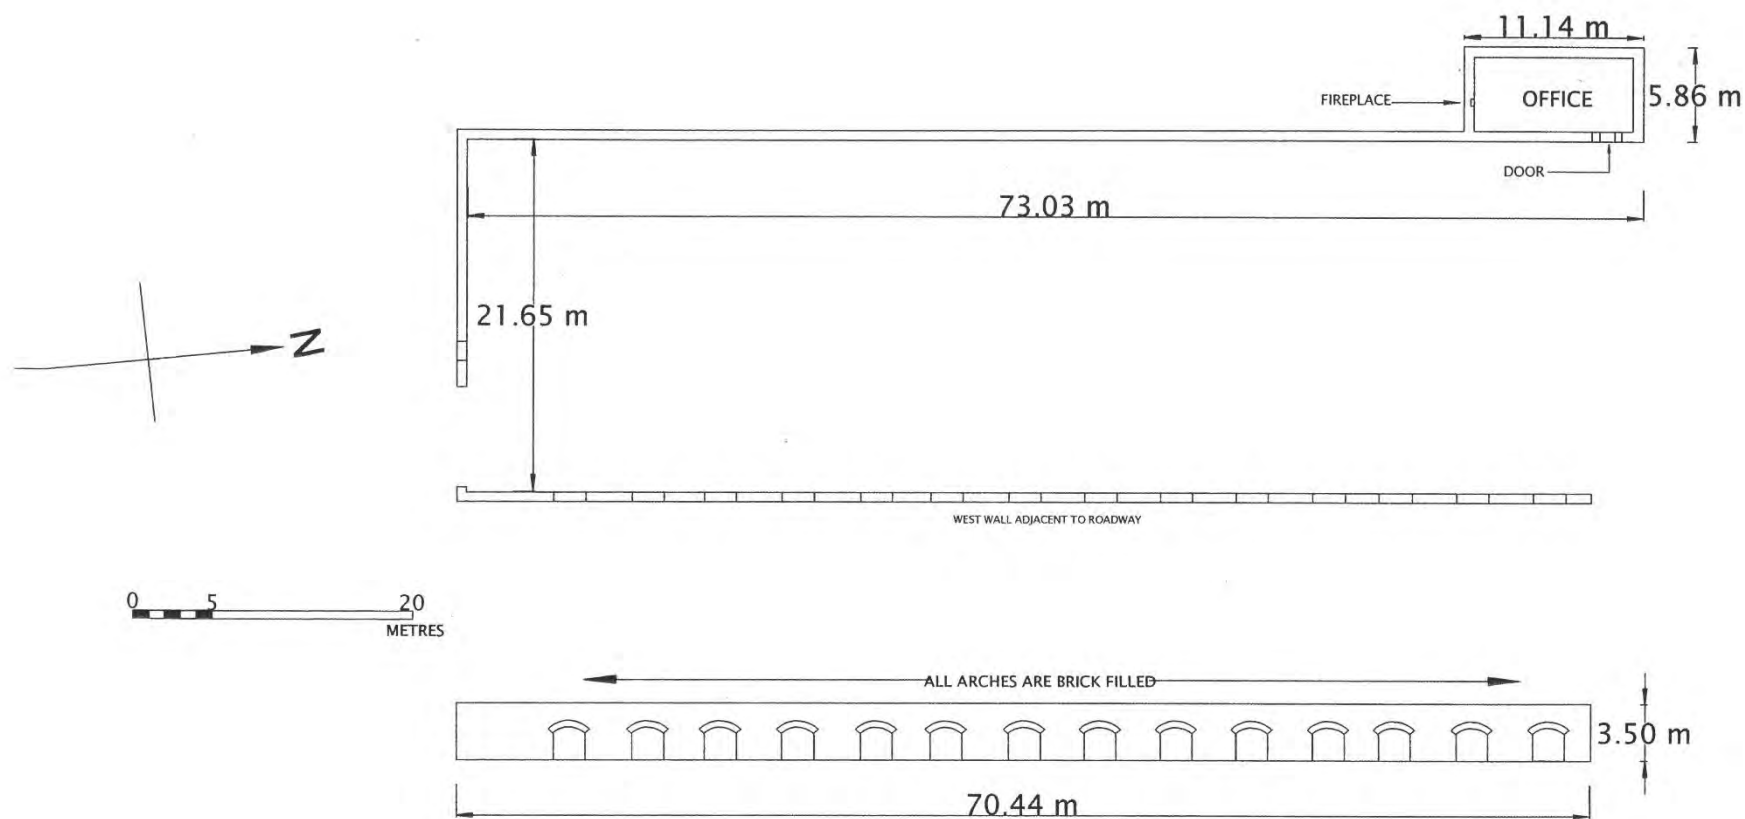 11.14 m
FIREPLACE
OFFICE
5.86 m
DOOR
73.03 m
21.65 m
N
WEST WALL ADJACENT TO ROADWAY
0 5 20
METRES
ALL ARCHES ARE BRICK FILLED
3.50 m
70.44 m